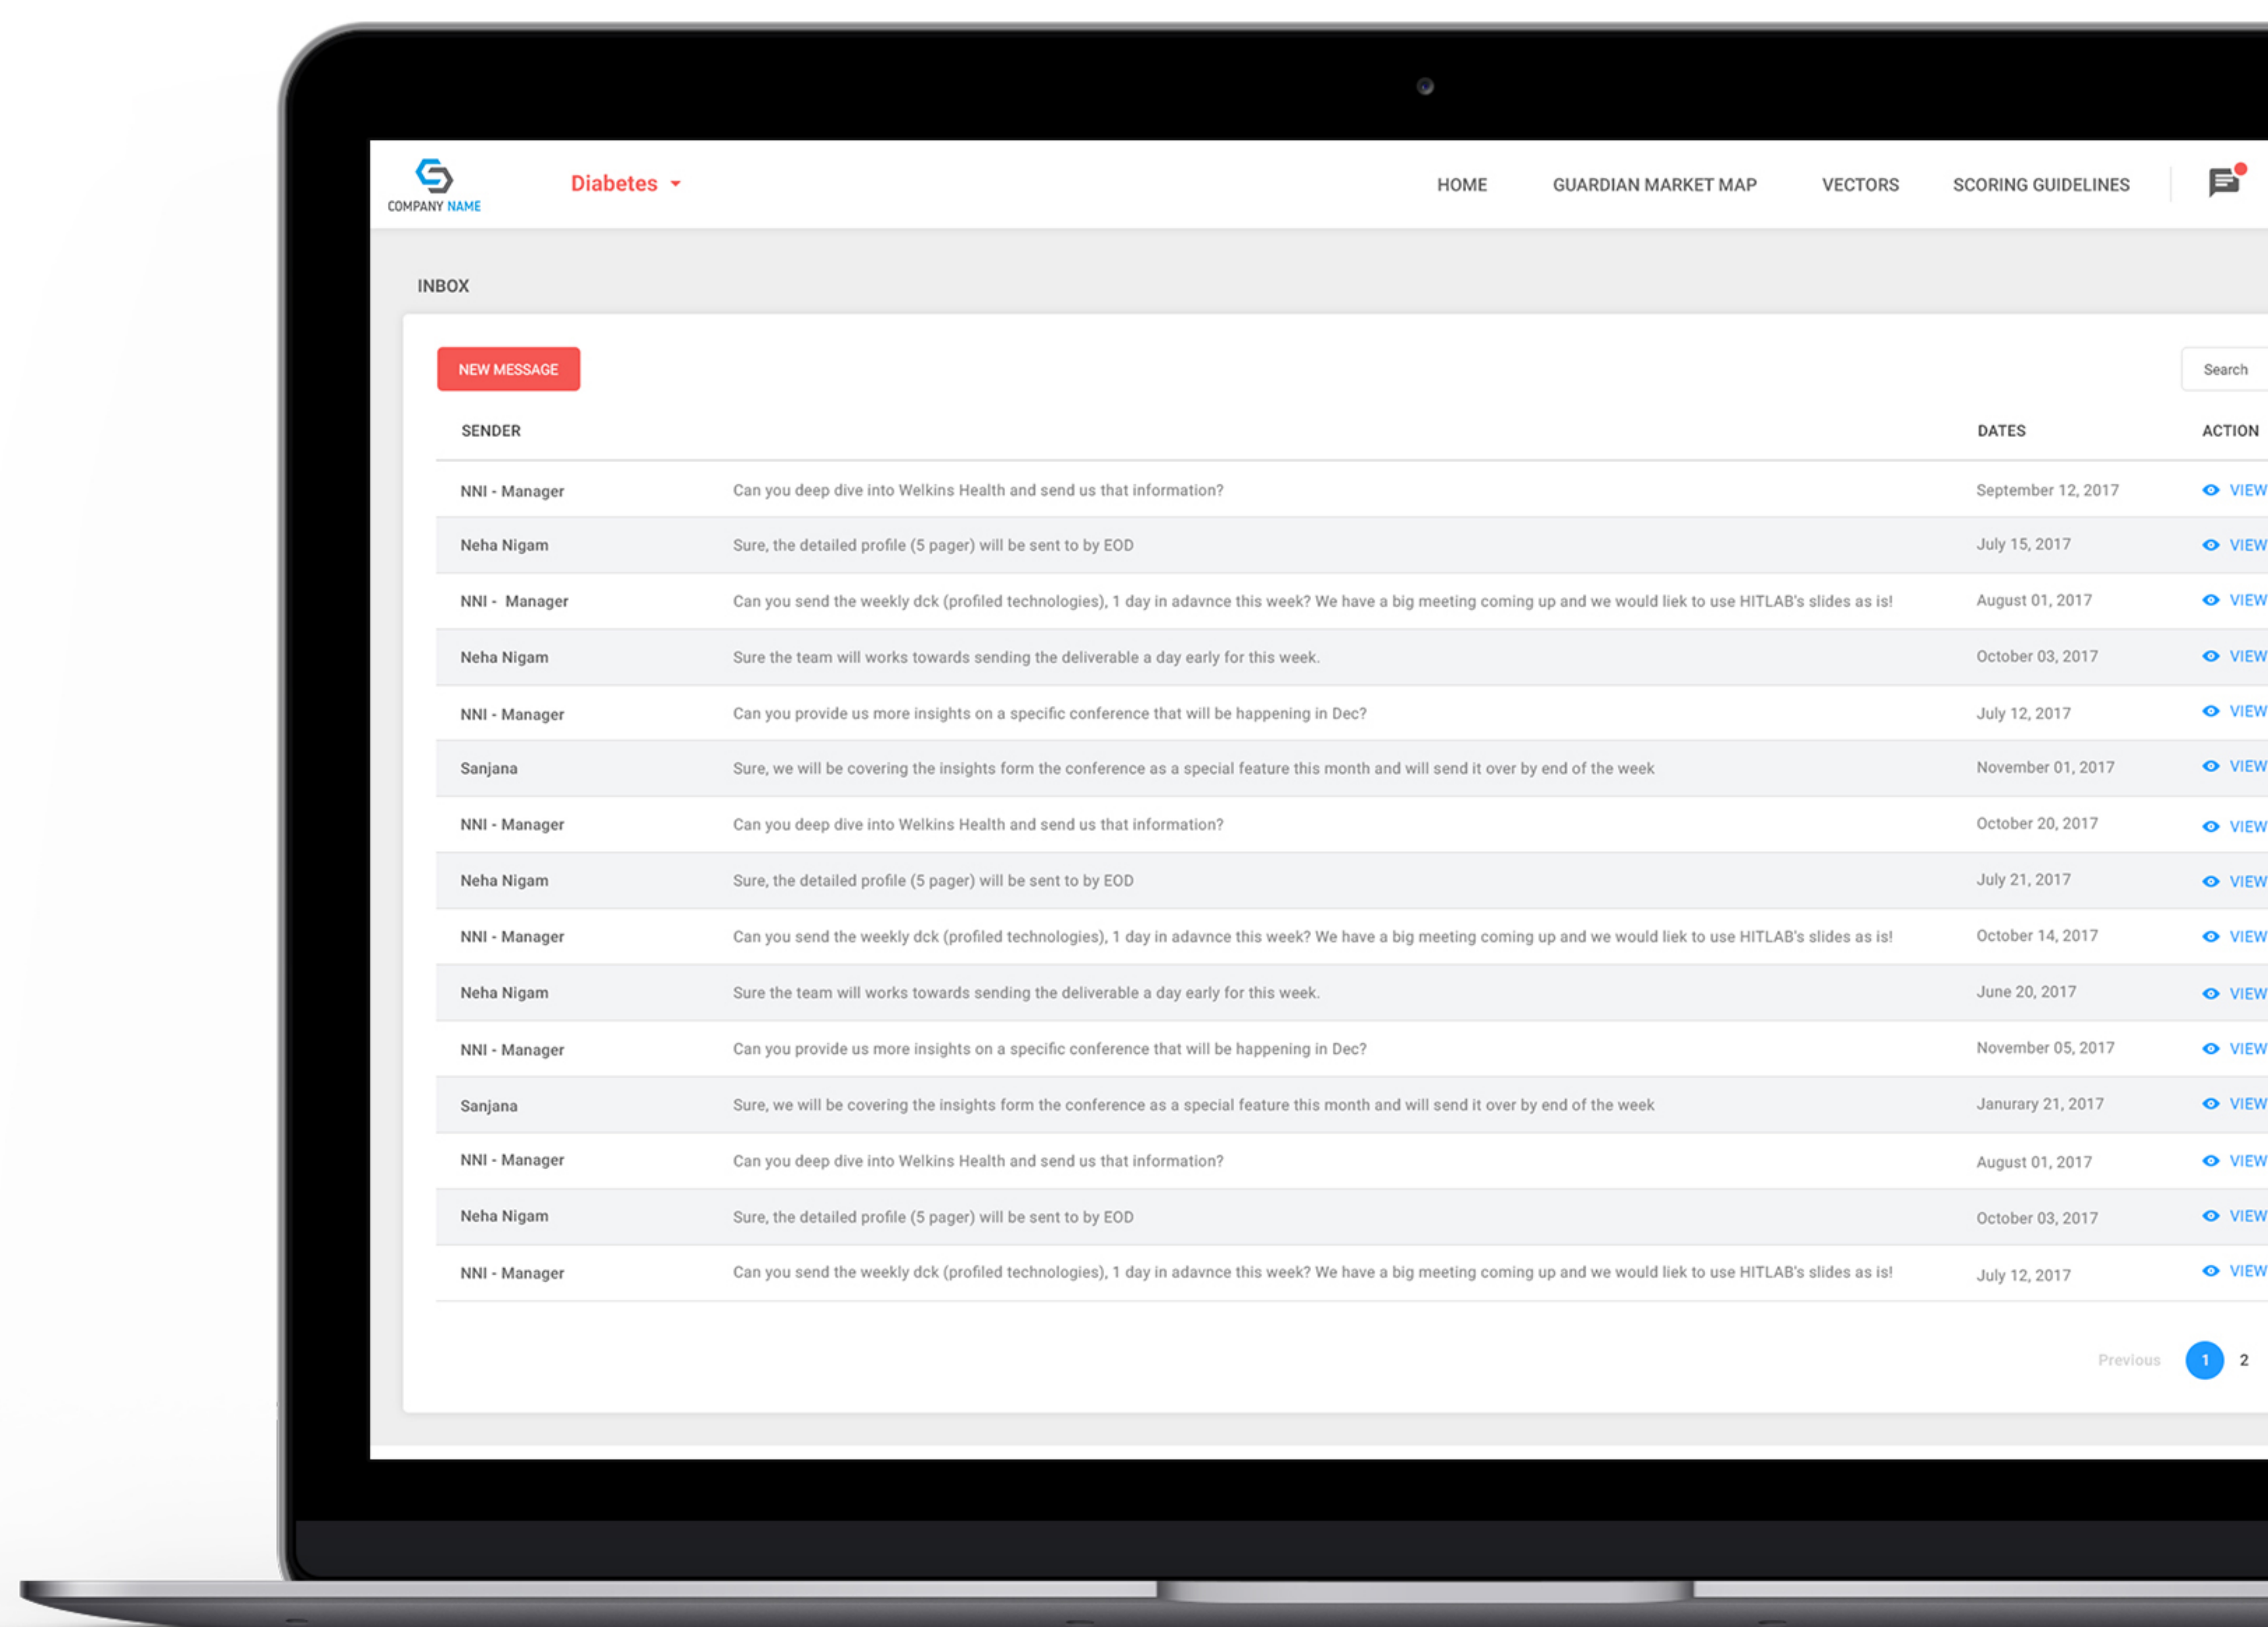 COMPANY NAME
Diabetes
HOME GUARDIAN MARKET MAP VECTORS SCORING GUIDELINES
INBOX
NEW MESSAGE Search
SENDER DATES ACTION
NNI - Manager Can you deep dive into Welkins Health and send us that information? September 12, 2017 VIEW
Neha Nigam Sure, the detailed profile (5 pager) will be sent to by EOD July 15, 2017 VIEW
NNI - Manager Can you send the weekly dck (profiled technologies), 1 day in adavnce this week? We have a big meeting coming up and we would liek to use HITLAB's slides as is! August 01, 2017 VIEW
Neha Nigam Sure the team will works towards sending the deliverable a day early for this week. October 03, 2017 VIEW
NNI - Manager Can you provide us more insights on a specific conference that will be happening in Dec? July 12, 2017 VIEW
Sanjana Sure, we will be covering the insights form the conference as a special feature this month and will send it over by end of the week November 01, 2017 VIEW
NNI - Manager Can you deep dive into Welkins Health and send us that information? October 20, 2017 VIEW
Neha Nigam Sure, the detailed profile (5 pager) will be sent to by EOD July 21, 2017 VIEW
NNI - Manager Can you send the weekly dck (profiled technologies), 1 day in adavnce this week? We have a big meeting coming up and we would liek to use HITLAB's slides as is! October 14, 2017 VIEW
Neha Nigam Sure the team will works towards sending the deliverable a day early for this week. June 20, 2017 VIEW
NNI - Manager Can you provide us more insights on a specific conference that will be happening in Dec? November 05, 2017 VIEW
Sanjana Sure, we will be covering the insights form the conference as a special feature this month and will send it over by end of the week Janurary 21, 2017 VIEW
NNI - Manager Can you deep dive into Welkins Health and send us that information? August 01, 2017 VIEW
Neha Nigam Sure, the detailed profile (5 pager) will be sent to by EOD October 03, 2017 VIEW
NNI - Manager Can you send the weekly dck (profiled technologies), 1 day in adavnce this week? We have a big meeting coming up and we would liek to use HITLAB's slides as is! July 12, 2017 VIEW
Previous 1 2